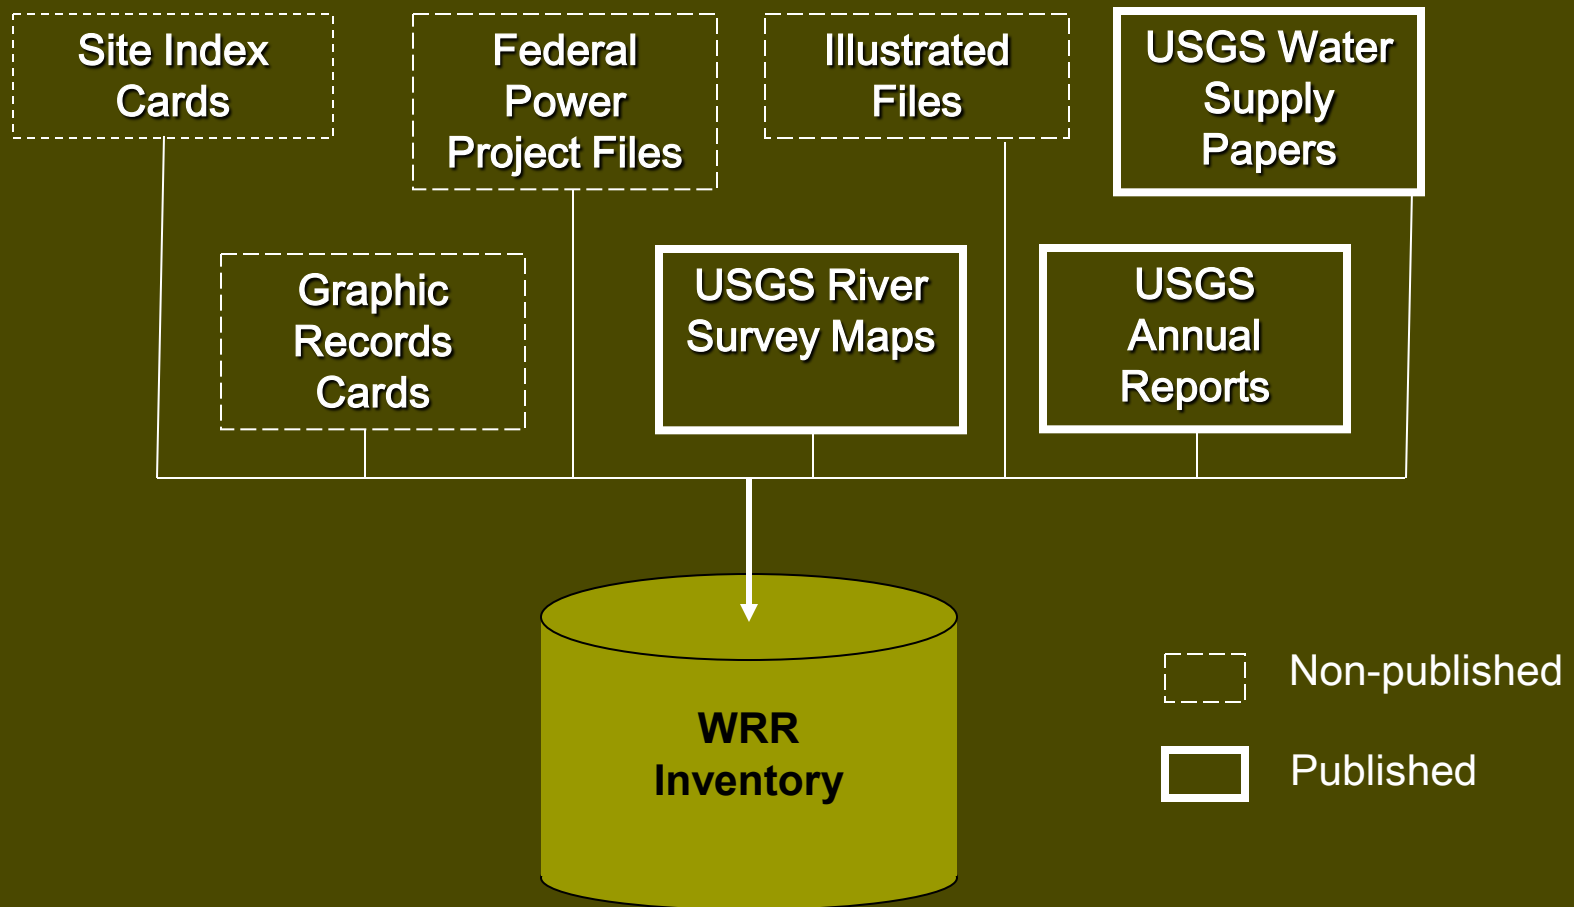 Site Index
Cards
Federal
Power
Project Files
Illustrated
Files
USGS Water
Supply
Papers
Graphic
Records
Cards
USGS River
Survey Maps
USGS
Annual
Reports
WRR
Inventory
Non-published
Published